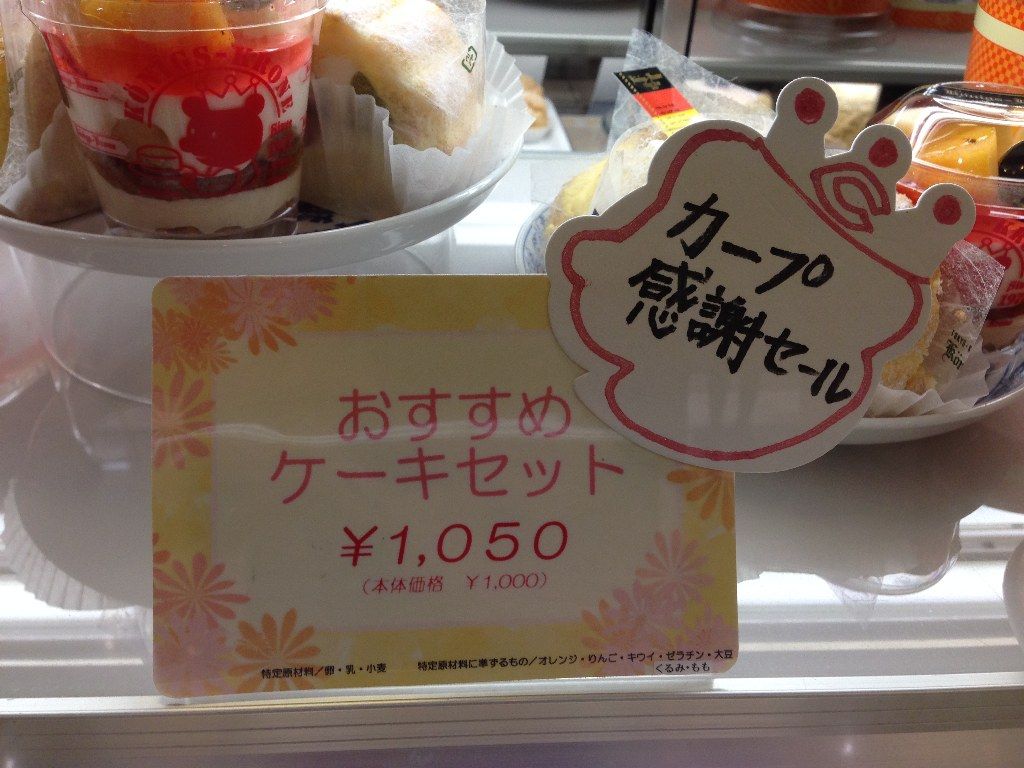 KÖNIGS-KRONE
カープ
感謝セール
おすすめ
ケーキセット
￥1,050
(本体価格　￥1,000)
特定原材料／卵・乳・小麦
特定原材料に準ずるもの／オレンジ・りんご・キウイ・ゼラチン・大豆
くるみ・もも